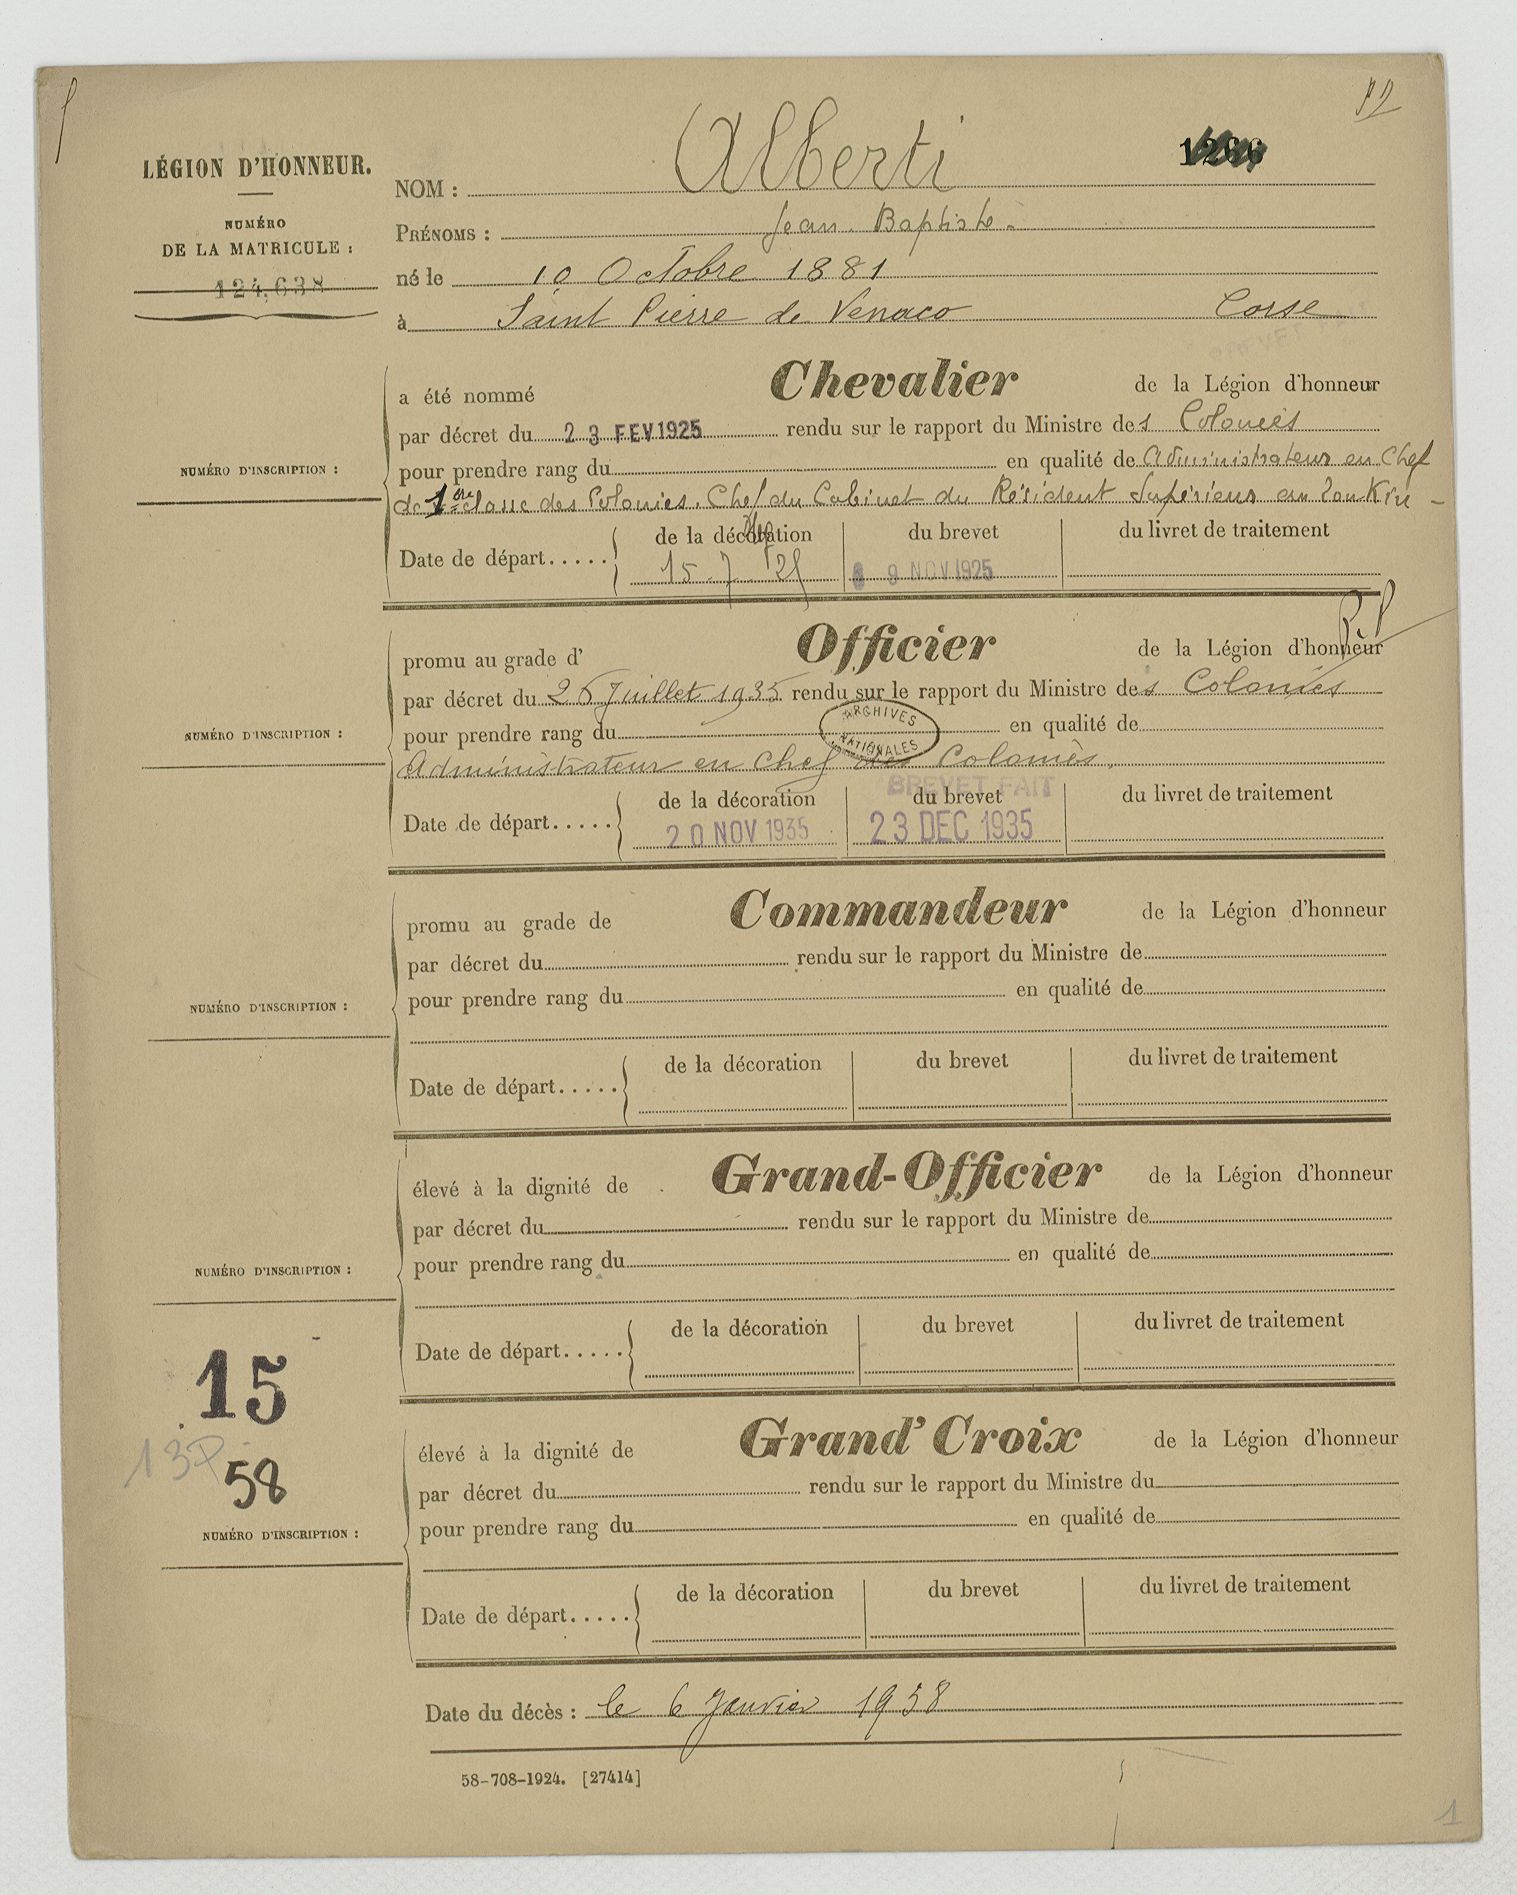 12
1266
LÉGION D'HONNEUR.
NUMÉRO
DE LA MATRICULE :
124,638
NOM : Alberti
PRÉNOMS : Jean-Baptiste
né le 10 Octobre 1881
à Saint Pierre de Venaco Corse
a été nommé Chevalier de la Légion d'honneur
par décret du 23 FEV 1925 rendu sur le rapport du Ministre des Colonies
NUMÉRO D'INSCRIPTION :
pour prendre rang du en qualité de Administrateur en Chef
de 1ère classe des Colonies. Chef du Cabinet du Résident Supérieur au Tonkin -
Date de départ..... de la décoration du brevet du livret de traitement
15 . 7 25 9 NOV 1925
promu au grade d' Officier de la Légion d'honneur
par décret du 26 Juillet 1935 rendu sur le rapport du Ministre des Colonies
NUMÉRO D'INSCRIPTION :
pour prendre rang du en qualité de
ARCHIVES NATIONALES
Administrateur en Chef des Colonies.
BREVET FAIT
Date de départ..... de la décoration du brevet du livret de traitement
20 NOV 1935 23 DEC 1935
promu au grade de Commandeur de la Légion d'honneur
par décret du rendu sur le rapport du Ministre de
NUMÉRO D'INSCRIPTION :
pour prendre rang du en qualité de
Date de départ..... de la décoration du brevet du livret de traitement
élevé à la dignité de Grand-Officier de la Légion d'honneur
par décret du rendu sur le rapport du Ministre de
NUMÉRO D'INSCRIPTION :
pour prendre rang du en qualité de
Date de départ..... de la décoration du brevet du livret de traitement
15
élevé à la dignité de Grand'Croix de la Légion d'honneur
58
par décret du rendu sur le rapport du Ministre du
NUMÉRO D'INSCRIPTION :
pour prendre rang du en qualité de
Date de départ..... de la décoration du brevet du livret de traitement
Date du décès : le 6 Janvier 1958
58-708-1924. [27414]
1